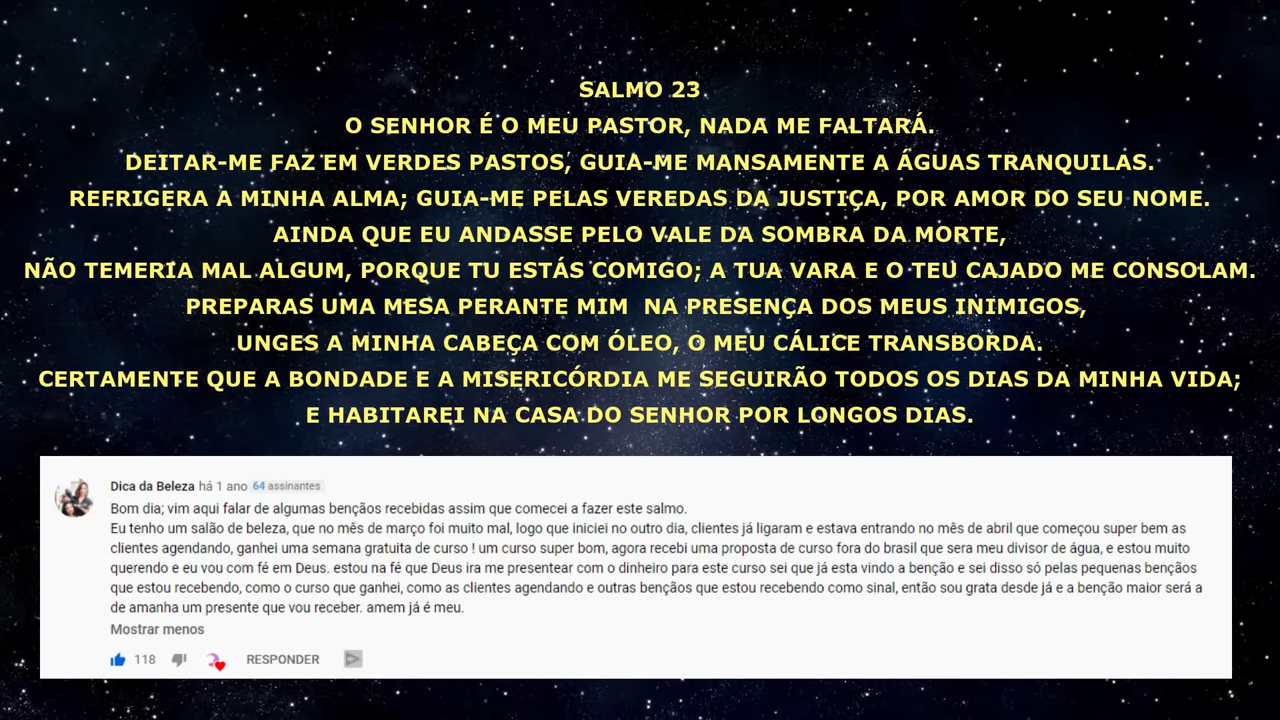 SALMO 23
O SENHOR É O MEU PASTOR, NADA ME FALTARÁ.
DEITAR-ME FAZ EM VERDES PASTOS, GUIA-ME MANSAMENTE A ÁGUAS TRANQUILAS.
REFRIGERA A MINHA ALMA; GUIA-ME PELAS VEREDAS DA JUSTIÇA, POR AMOR DO SEU NOME.
AINDA QUE EU ANDASSE PELO VALE DA SOMBRA DA MORTE,
NÃO TEMERIA MAL ALGUM, PORQUE TU ESTÁS COMIGO; A TUA VARA E O TEU CAJADO ME CONSOLAM.
PREPARAS UMA MESA PERANTE MIM  NA PRESENÇA DOS MEUS INIMIGOS,
UNGES A MINHA CABEÇA COM ÓLEO, O MEU CÁLICE TRANSBORDA.
CERTAMENTE QUE A BONDADE E A MISERICÓRDIA ME SEGUIRÃO TODOS OS DIAS DA MINHA VIDA;
E HABITAREI NA CASA DO SENHOR POR LONGOS DIAS.
Dica da Beleza há 1 ano 64 assinantes
Bom dia; vim aqui falar de algumas bençãos recebidas assim que comecei a fazer este salmo.
Eu tenho um salão de beleza, que no mês de março foi muito mal, logo que iniciei no outro dia, clientes já ligaram e estava entrando no mês de abril que começou super bem as
clientes agendando, ganhei uma semana gratuita de curso ! um curso super bom, agora recebi uma proposta de curso fora do brasil que sera meu divisor de água, e estou muito
querendo e eu vou com fé em Deus. estou na fé que Deus ira me presentear com o dinheiro para este curso sei que já esta vindo a benção e sei disso só pelas pequenas bençãos
que estou recebendo, como o curso que ganhei, como as clientes agendando e outras bençãos que estou recebendo como sinal, então sou grata desde já e a benção maior será a
de amanha um presente que vou receber. amem já é meu.
Mostrar menos
118 RESPONDER